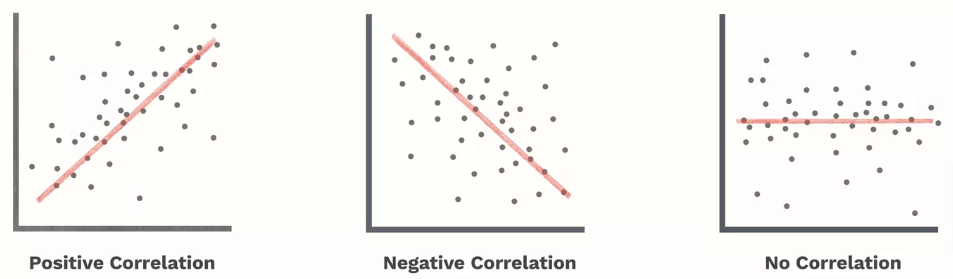 Positive Correlation
Negative Correlation
No Correlation